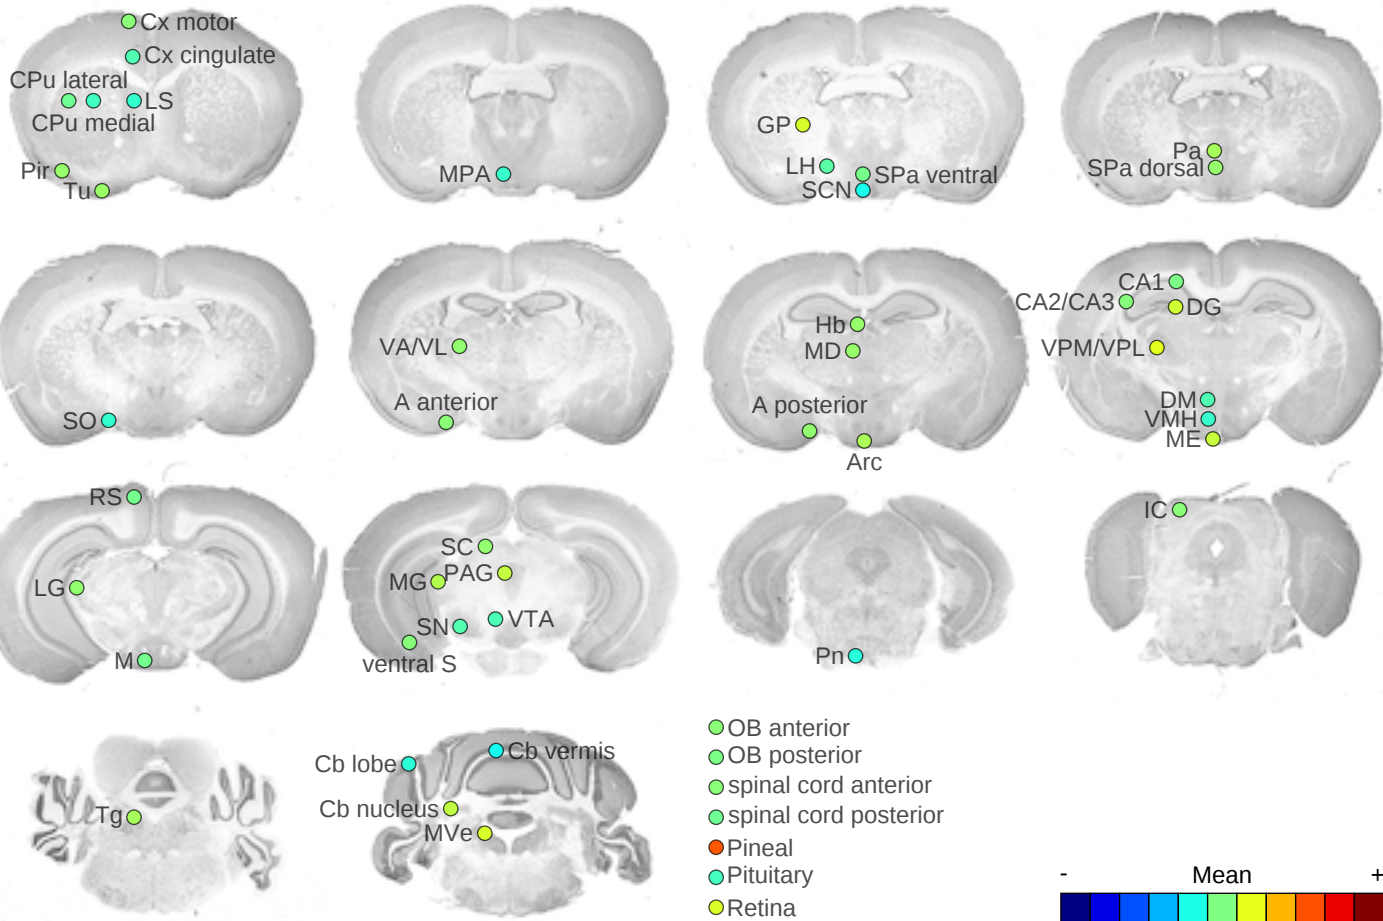 Cx motor
Cx cingulate
CPu lateral
LS
CPu medial
Pir
Tu
MPA
GP
LH
SPa ventral
SCN
Pa
SPa dorsal
SO
VA/VL
A anterior
Hb
MD
A posterior
Arc
CA1
CA2/CA3
DG
VPM/VPL
DM
VMH
ME
RS
LG
M
SC
MG
PAG
SN
VTA
ventral S
Pn
IC
Tg
Cb lobe
Cb vermis
Cb nucleus
MVe
OB anterior
OB posterior
spinal cord anterior
spinal cord posterior
Pineal
Pituitary
Retina
- Mean +